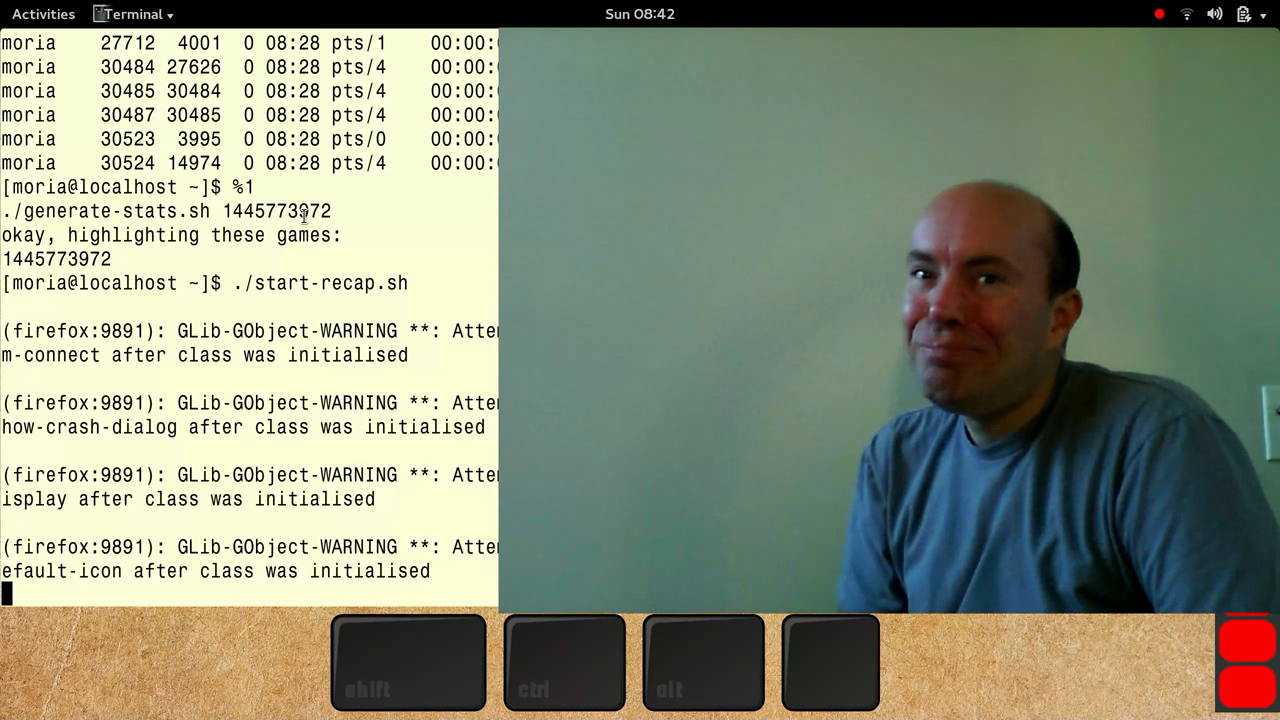 Activities Terminal Sun 08:42
moria 27712 4001 0 08:28 pts/1 00:00:
moria 30484 27626 0 08:28 pts/4 00:00:
moria 30485 30484 0 08:28 pts/4 00:00:
moria 30487 30485 0 08:28 pts/4 00:00:
moria 30523 3995 0 08:28 pts/0 00:00:
moria 30524 14974 0 08:28 pts/4 00:00:
[moria@localhost ~]$ %1
./generate-stats.sh 1445773972
okay, highlighting these games:
1445773972
[moria@localhost ~]$ ./start-recap.sh
(firefox:9891): GLib-GObject-WARNING **: Atte
m-connect after class was initialised
(firefox:9891): GLib-GObject-WARNING **: Atte
how-crash-dialog after class was initialised
(firefox:9891): GLib-GObject-WARNING **: Atte
isplay after class was initialised
(firefox:9891): GLib-GObject-WARNING **: Atte
efault-icon after class was initialised
shift ctrl alt